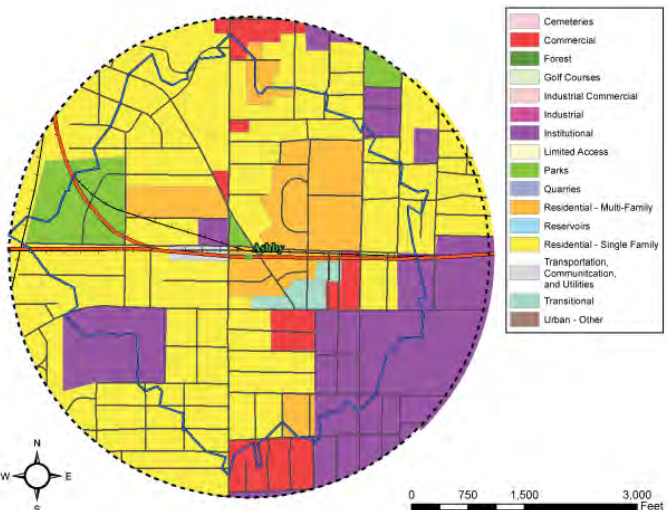 Cemeteries
Commercial
Forest
Golf Courses
Industrial Commercial
Industrial
Institutional
Limited Access
Parks
Quarries
Residential - Multi-Family
Reservoirs
Residential - Single Family
Transportation,
Communitcation,
and Utilities
Transitional
Urban - Other
Ashby
N
W E
S
0 750 1,500 3,000
Feet